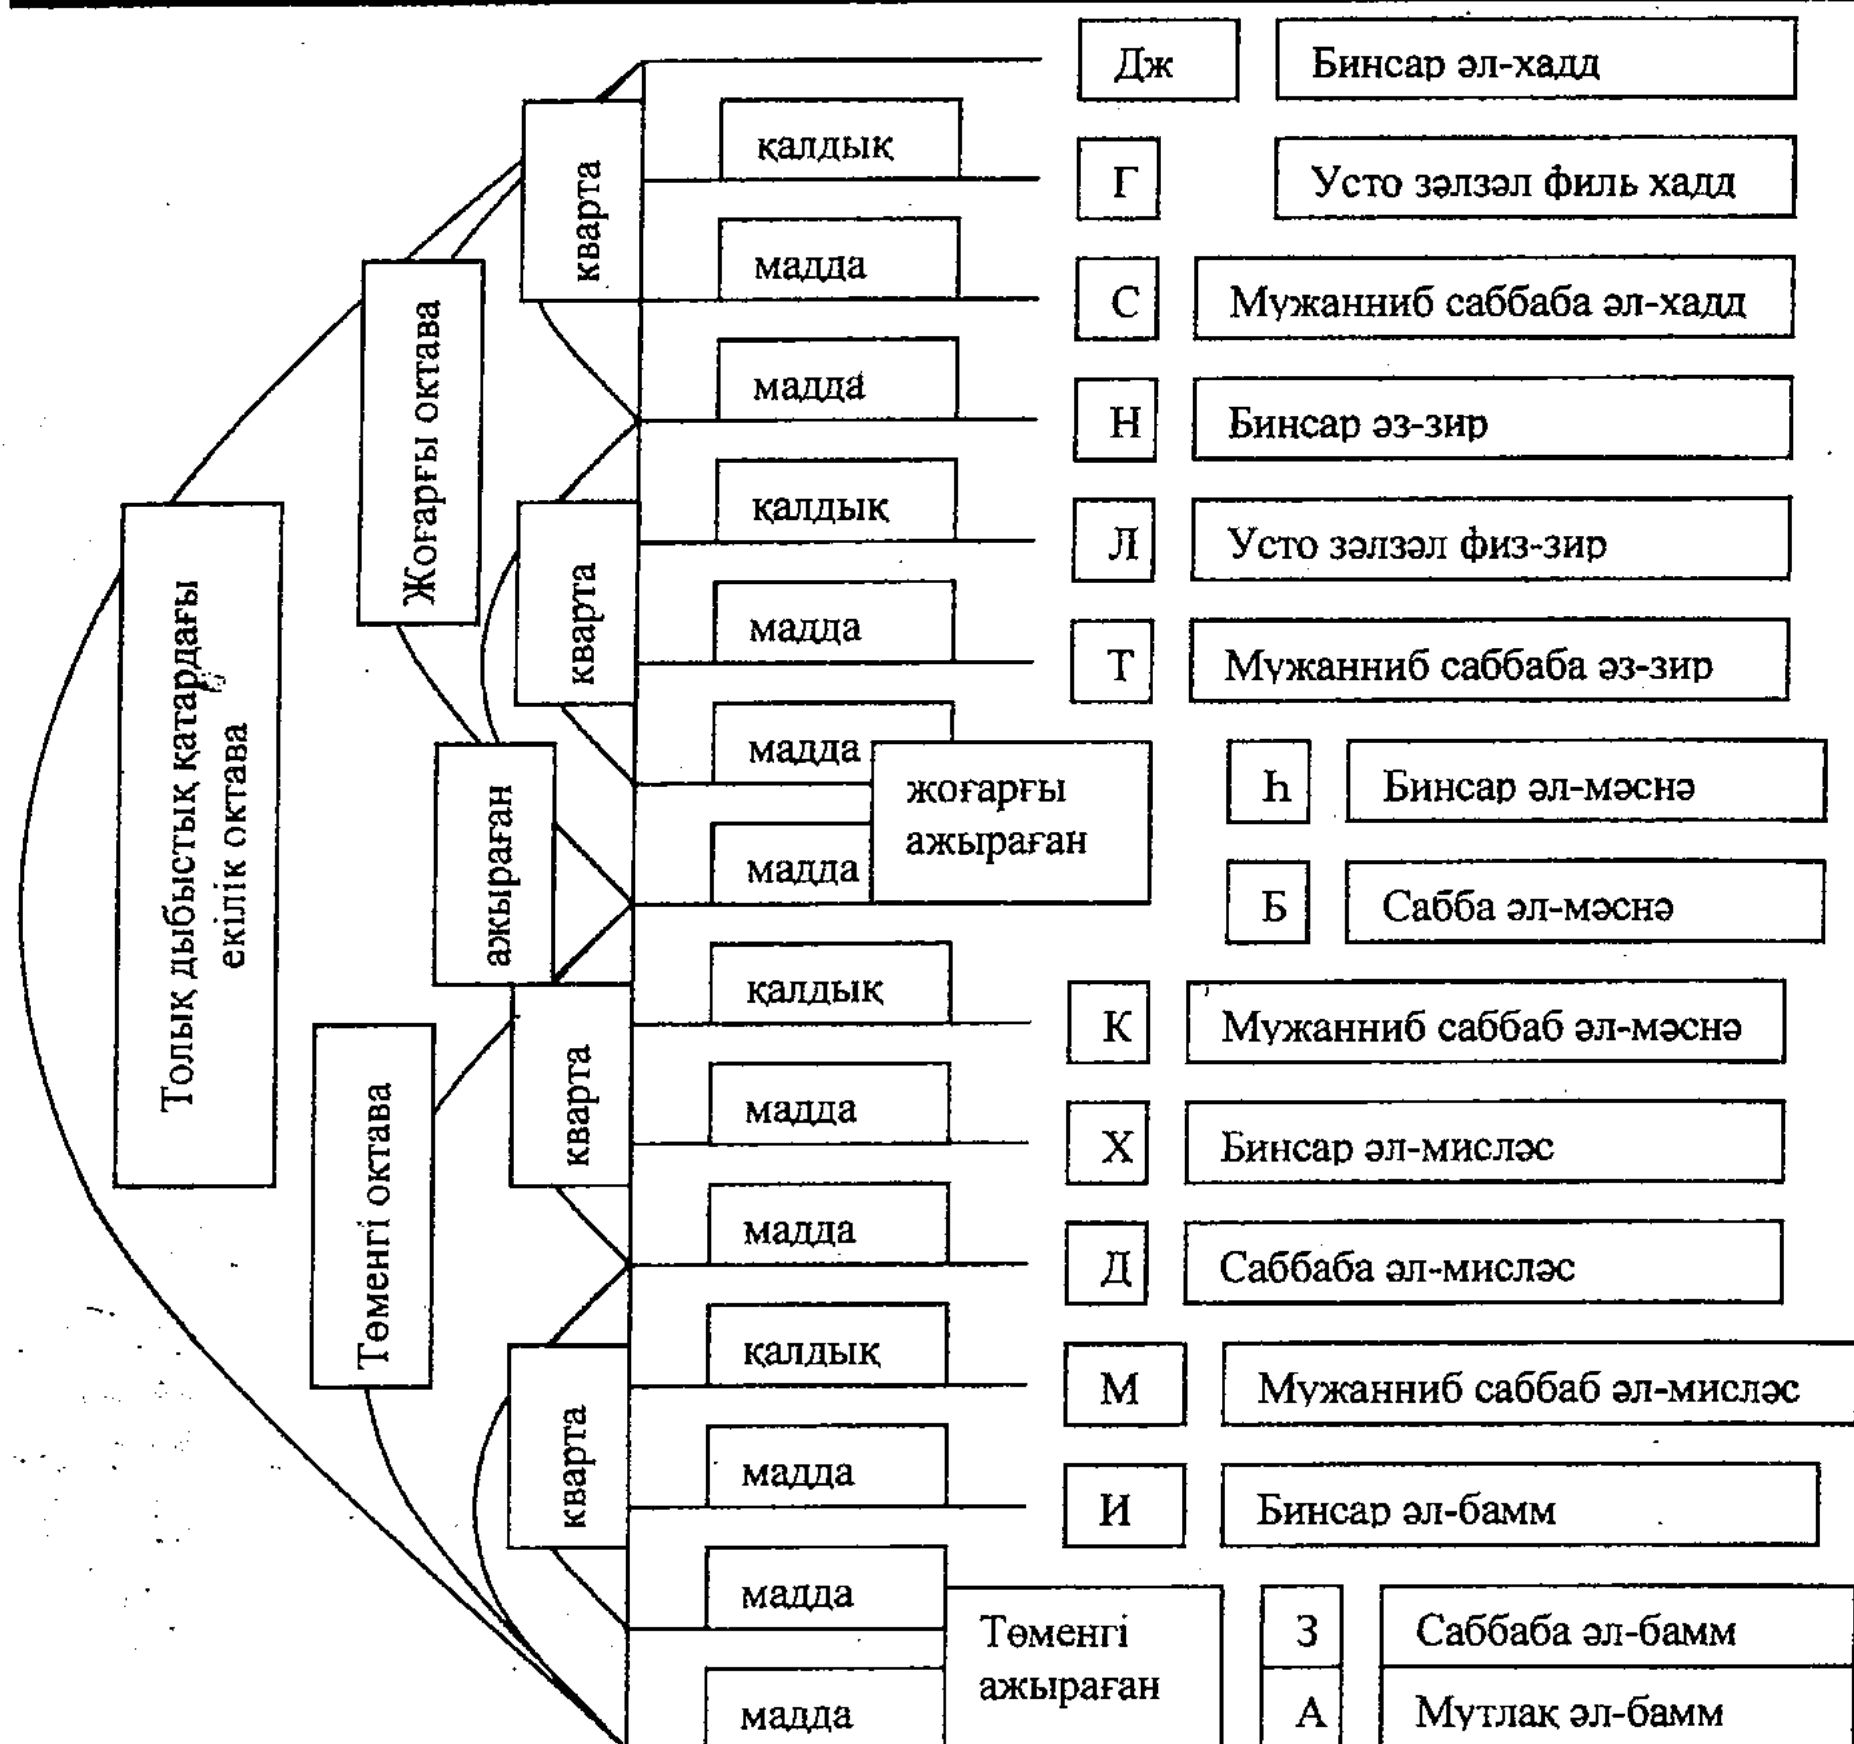 Дж
Бинсар әл-хадд
қалдық
Г
Усто зәлзәл филь хадд
кварта
мадда
С
Мужанниб саббаба әл-хадд
мадда
Н
Бинсар әз-зир
Жоғарғы октава
қалдық
Л
Усто зәлзәл физ-зир
кварта
мадда
Т
Мужанниб саббаба әз-зир
мадда
жоғарғы
ажыраған
Һ
Бинсар әл-мәснә
Толық дыбыстық қатардағы
екілік октава
ажыраған
мадда
Б
Сабба әл-мәснә
қалдық
К
Мужанниб саббаб әл-мәснә
кварта
мадда
Х
Бинсар әл-мисләс
Төменгі октава
мадда
Д
Саббаба әл-мисләс
қалдық
М
Мужанниб саббаб әл-мисләс
кварта
мадда
И
Бинсар әл-бамм
мадда
Төменгі
ажыраған
З
Саббаба әл-бамм
мадда
А
Мутлақ әл-бамм